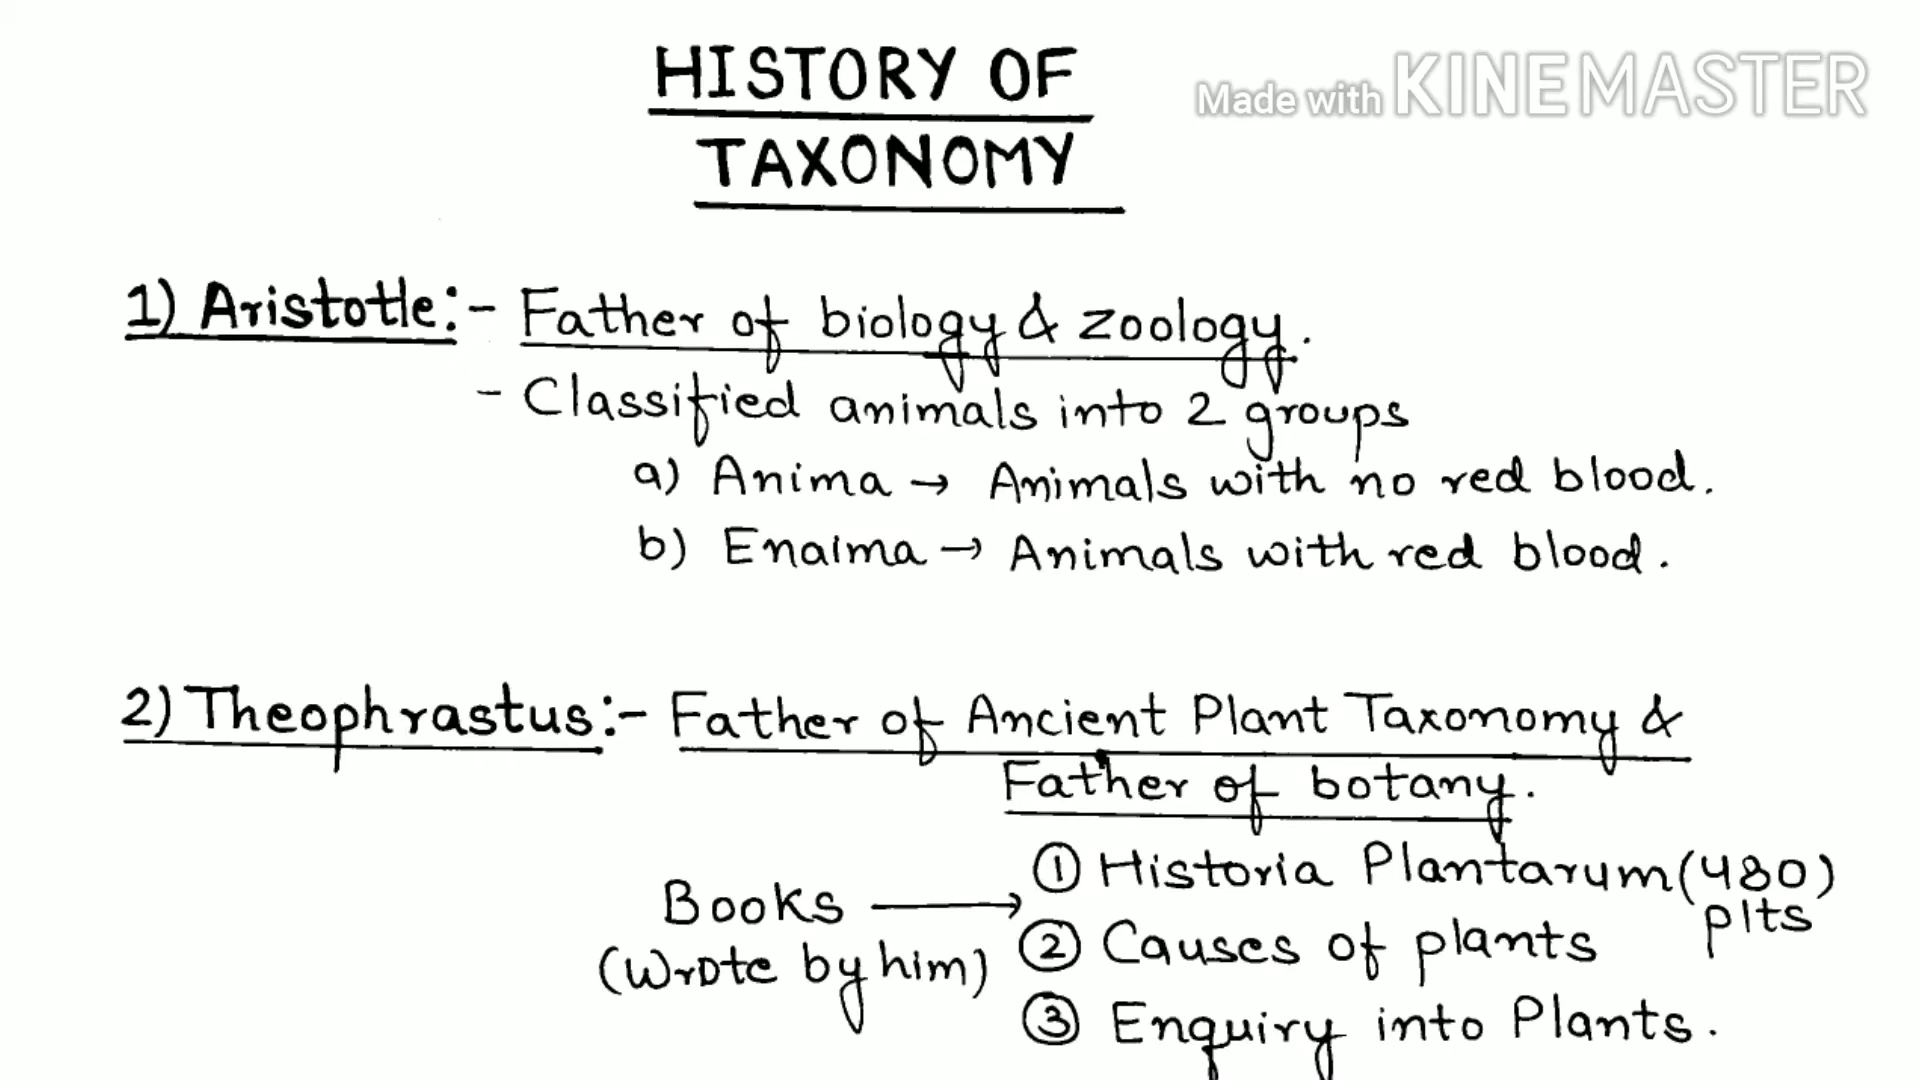 HISTORY OF
Made with KINEMASTER
TAXONOMY
1) Aristotle:- Father of biology & zoology.
- Classified animals into 2 groups
a) Anima → Animals with no red blood.
b) Enaima → Animals with red blood.
2) Theophrastus:- Father of Ancient Plant Taxonomy &
Father of botany.
Books → ① Historia Plantarum (480)
plts
(Wrote by him) ② Causes of plants
③ Enquiry into Plants.